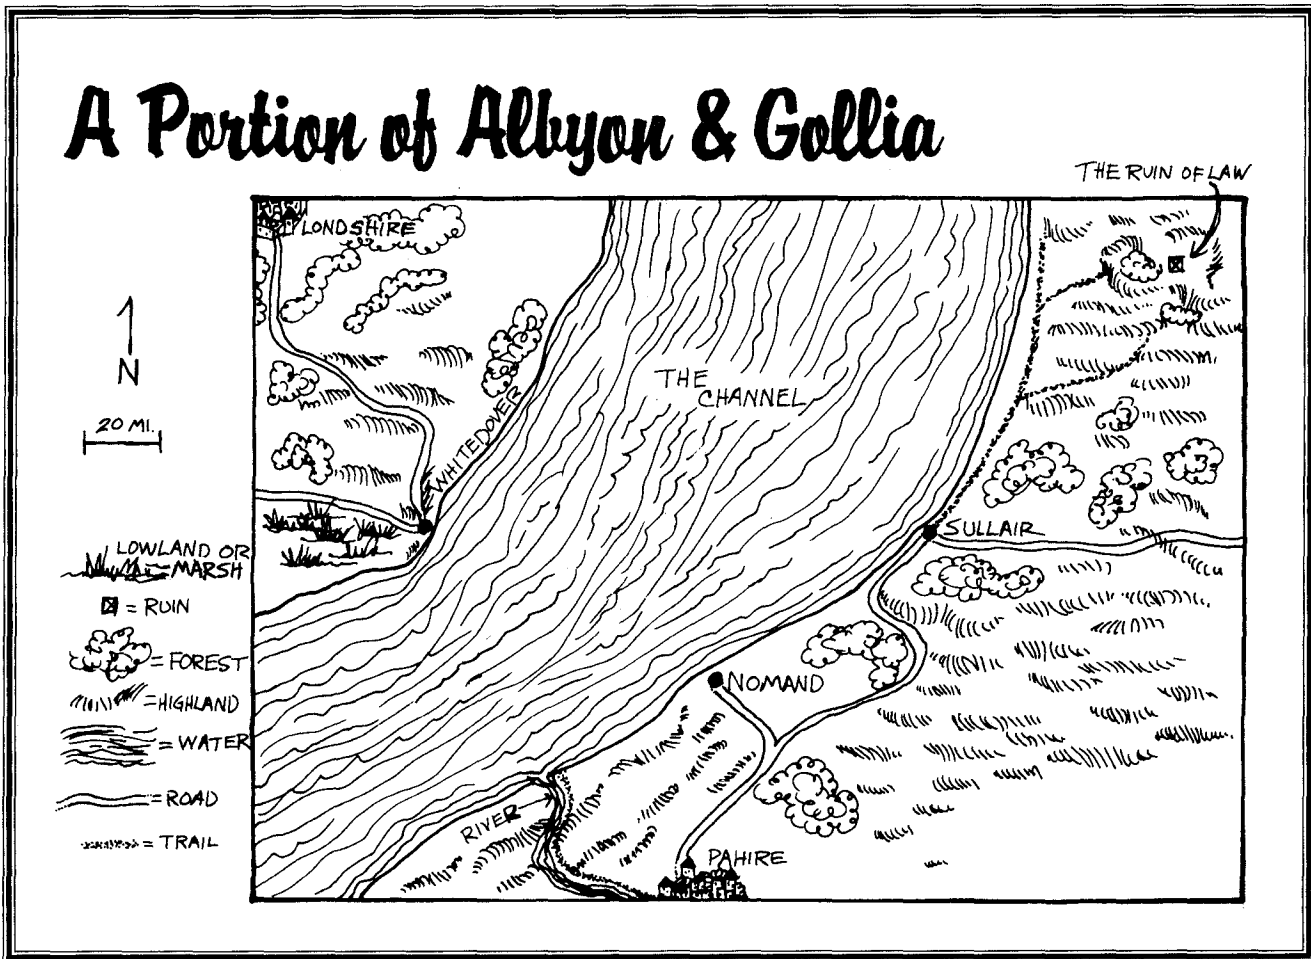 A Portion of Albyon & Gollia
THE RUIN OF LAW
LONDSHIRE
N
20 MI.
THE
CHANNEL
WHITEDOVER
SULLAIR
LOWLAND OR
MARSH
= RUIN
= FOREST
=HIGHLAND
= WATER
=ROAD
= TRAIL
NOMAND
RIVER
PAHIRE